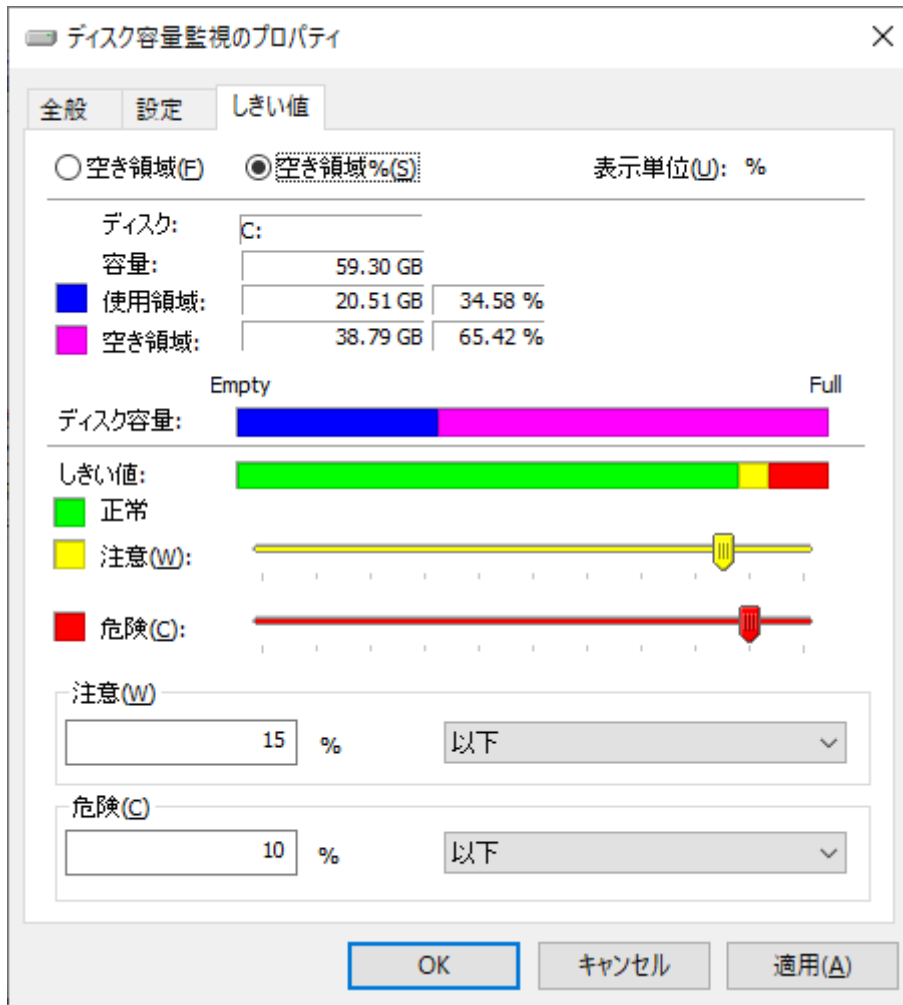 ディスク容量監視のプロパティ
全般 設定 しきい値
空き領域(F) 空き領域%(S) 表示単位(U): %
ディスク: C:
容量: 59.30 GB
使用領域: 20.51 GB 34.58 %
空き領域: 38.79 GB 65.42 %
Empty Full
ディスク容量:
しきい値:
正常
注意(W):
危険(C):
注意(W)
15 % 以下
危険(C)
10 % 以下
OK キャンセル 適用(A)